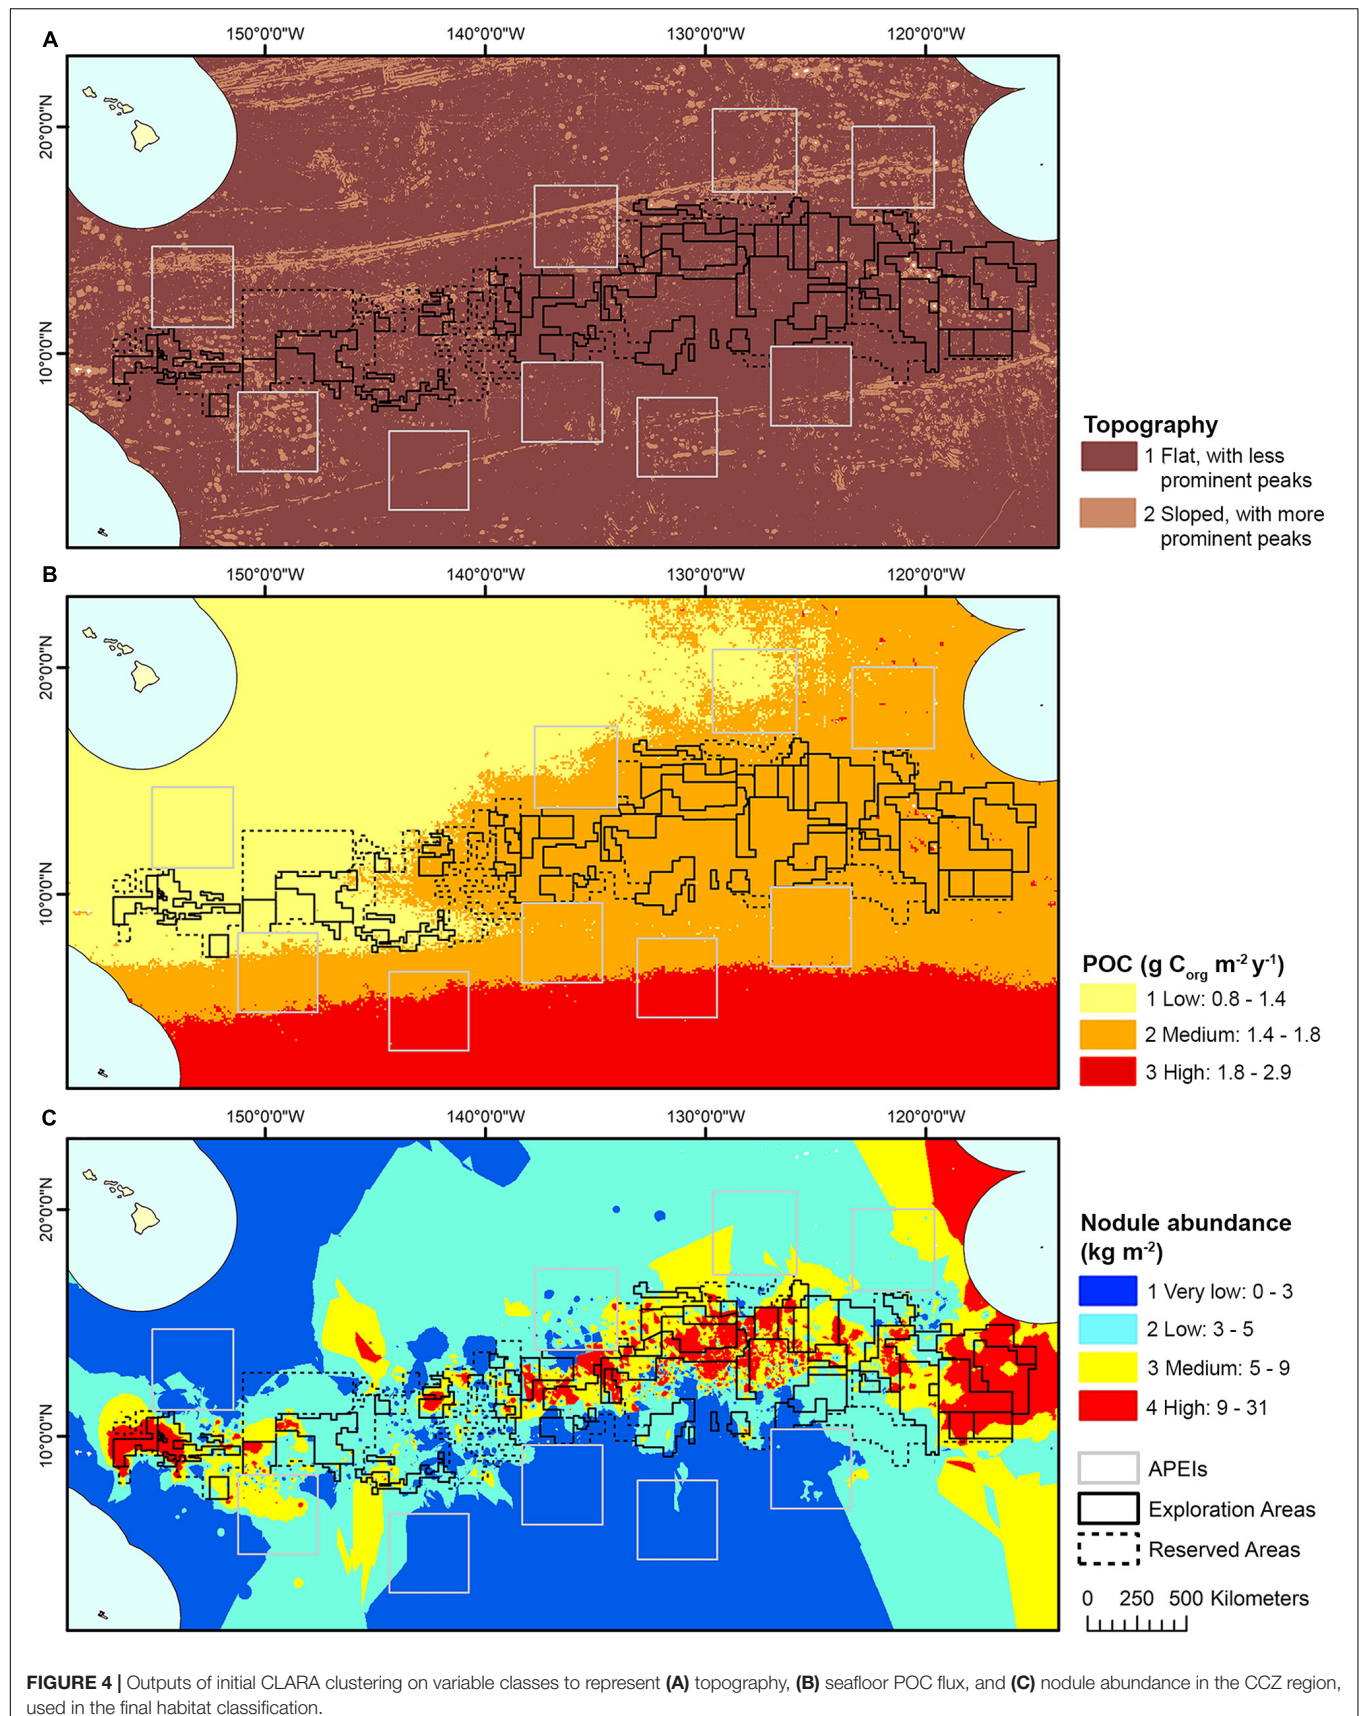 A
150°0'0"W 140°0'0"W 130°0'0"W 120°0'0"W
20°0'0"N
10°0'0"N
Topography
1 Flat, with less
prominent peaks
2 Sloped, with more
prominent peaks
B
150°0'0"W 140°0'0"W 130°0'0"W 120°0'0"W
20°0'0"N
10°0'0"N
POC (g Corg m-2 y-1)
1 Low: 0.8 - 1.4
2 Medium: 1.4 - 1.8
3 High: 1.8 - 2.9
C
150°0'0"W 140°0'0"W 130°0'0"W 120°0'0"W
20°0'0"N
10°0'0"N
Nodule abundance
(kg m-2)
1 Very low: 0 - 3
2 Low: 3 - 5
3 Medium: 5 - 9
4 High: 9 - 31
APEIs
Exploration Areas
Reserved Areas
0 250 500 Kilometers
FIGURE 4 | Outputs of initial CLARA clustering on variable classes to represent (A) topography, (B) seafloor POC flux, and (C) nodule abundance in the CCZ region,
used in the final habitat classification.